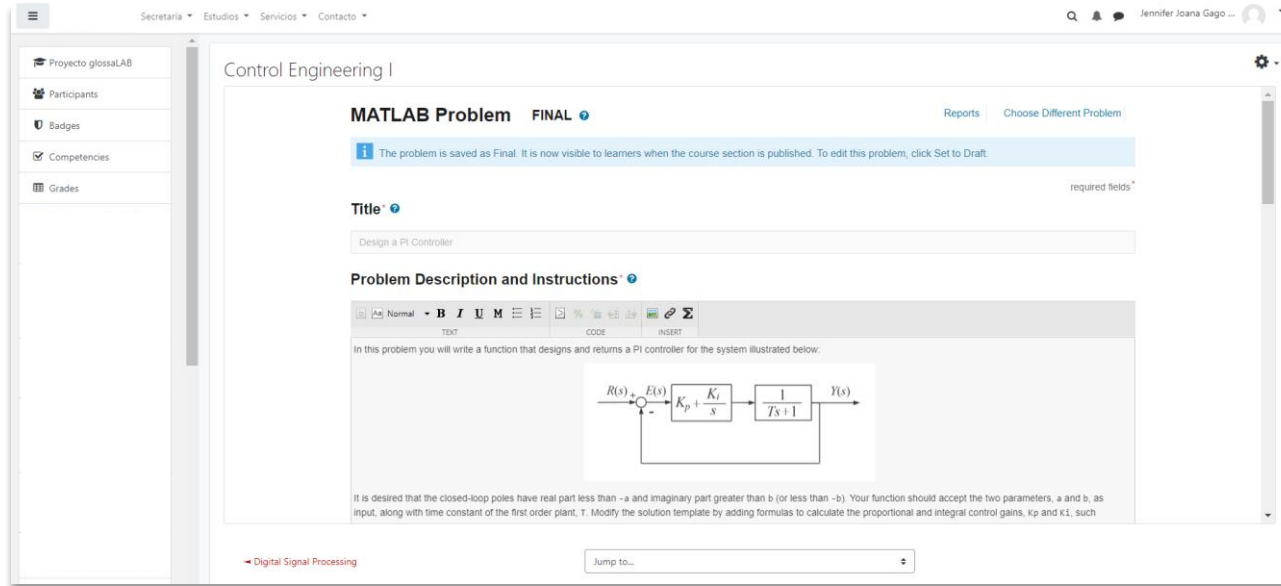 Secretaría Estudios Servicios Contacto Jennifer Joana Gago ...
Proyecto glossaLAB
Participants
Badges
Competencies
Grades
Control Engineering I
MATLAB Problem FINAL
Reports Choose Different Problem
The problem is saved as Final. It is now visible to learners when the course section is published. To edit this problem, click Set to Draft.
required fields*
Title*
Design a PI Controller
Problem Description and Instructions*
Normal B I U M Σ
TEXT CODE INSERT
In this problem you will write a function that designs and returns a PI controller for the system illustrated below:
R(s) + E(s) - K_p + K_i/s 1/(Ts+1) Y(s)
It is desired that the closed-loop poles have real part less than -a and imaginary part greater than b (or less than -b). Your function should accept the two parameters, a and b, as
input, along with time constant of the first order plant, T. Modify the solution template by adding formulas to calculate the proportional and integral control gains, Kp and Ki, such
◄ Digital Signal Processing
Jump to...